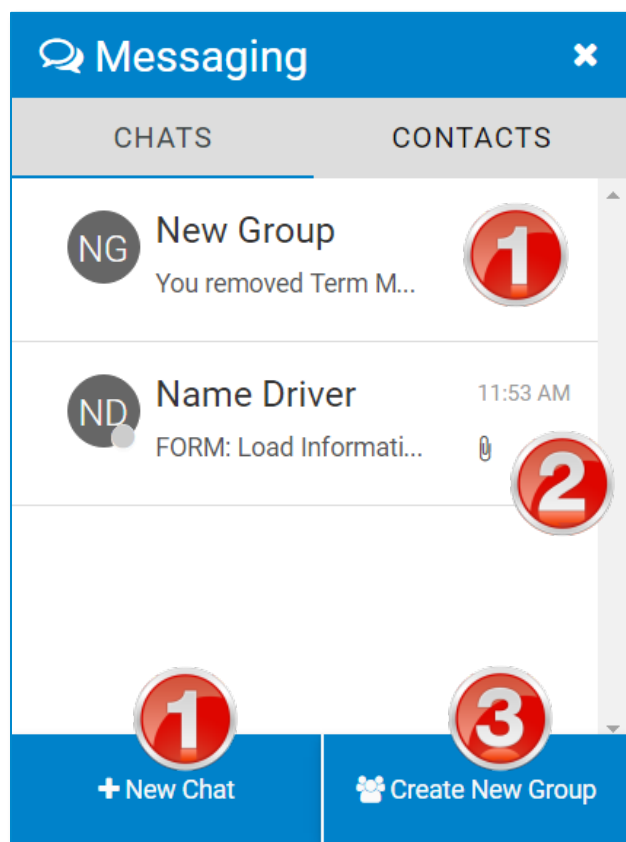 Messaging
CHATS CONTACTS
NG New Group 1
You removed Term M...
ND Name Driver 11:53 AM
FORM: Load Informati...
2
1 3
New Chat Create New Group